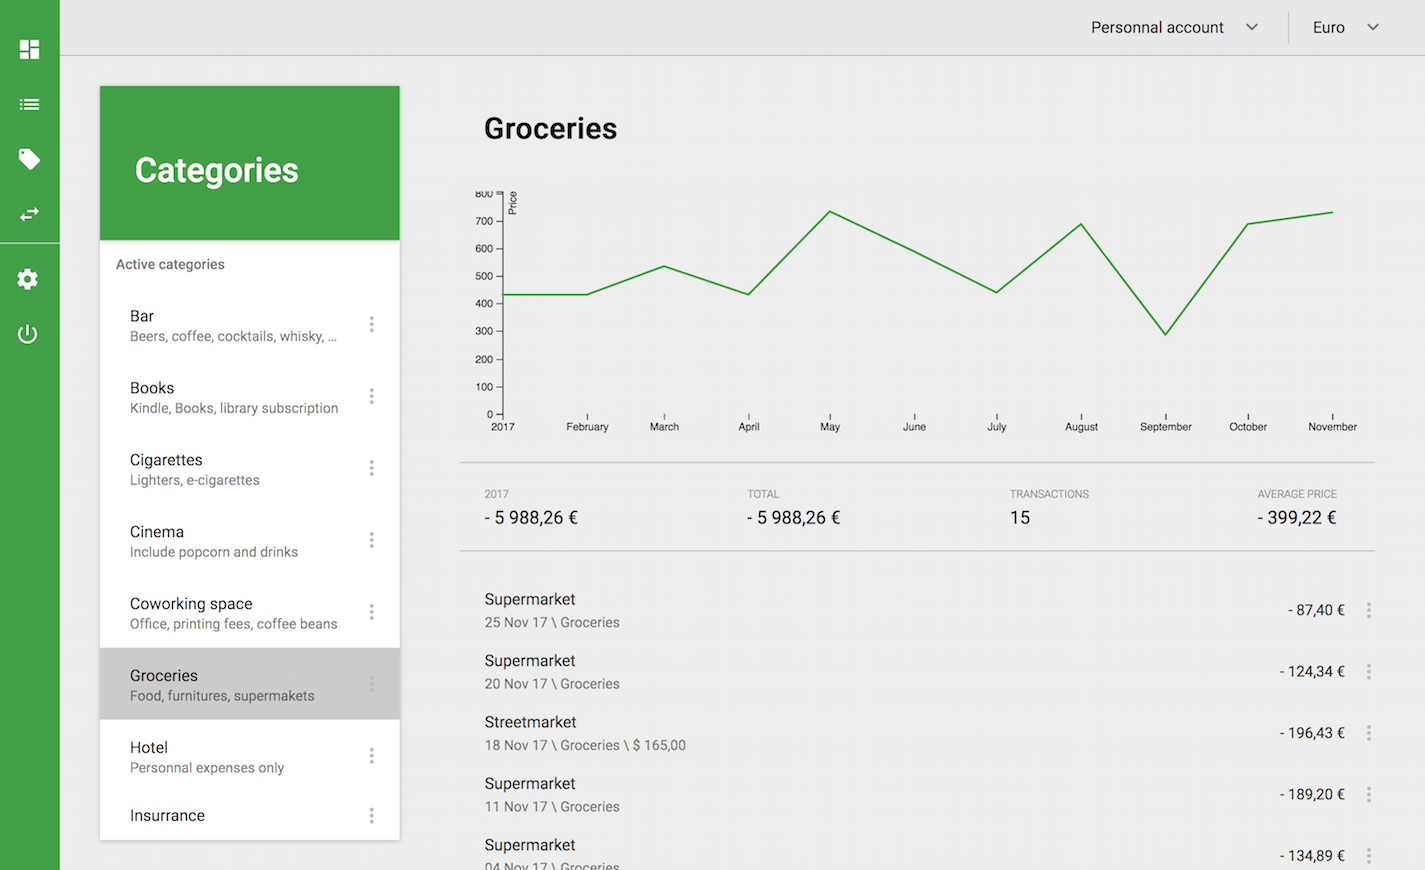 Personnal account
Euro
Categories
Active categories
Bar
Beers, coffee, cocktails, whisky, ...
Books
Kindle, Books, library subscription
Cigarettes
Lighters, e-cigarettes
Cinema
Include popcorn and drinks
Coworking space
Office, printing fees, coffee beans
Groceries
Food, furnitures, supermakets
Hotel
Personnal expenses only
Insurrance
Groceries
Price
800
700
600
500
400
300
200
100
0
2017 February March April May June July August September October November
2017 TOTAL TRANSACTIONS AVERAGE PRICE
- 5 988,26 € - 5 988,26 € 15 - 399,22 €
Supermarket
25 Nov 17 \ Groceries
- 87,40 €
Supermarket
20 Nov 17 \ Groceries
- 124,34 €
Streetmarket
18 Nov 17 \ Groceries \ $ 165,00
- 196,43 €
Supermarket
11 Nov 17 \ Groceries
- 189,20 €
Supermarket
04 Nov 17 \ Groceries
- 134,89 €